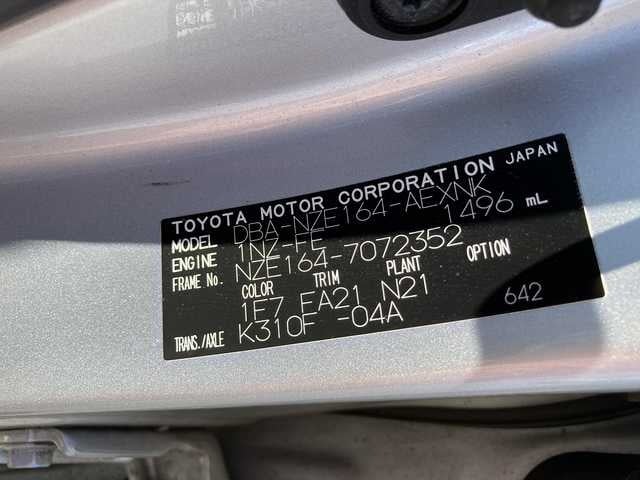 TOYOTA MOTOR CORPORATION JAPAN
MODEL DBA-NZE164-AEXNK
ENGINE 1NZ-FE 1496 mL
FRAME No. NZE164-7072352
COLOR TRIM PLANT OPTION
1E7 FA21 N21
TRANS./AXLE K310F -04A 642